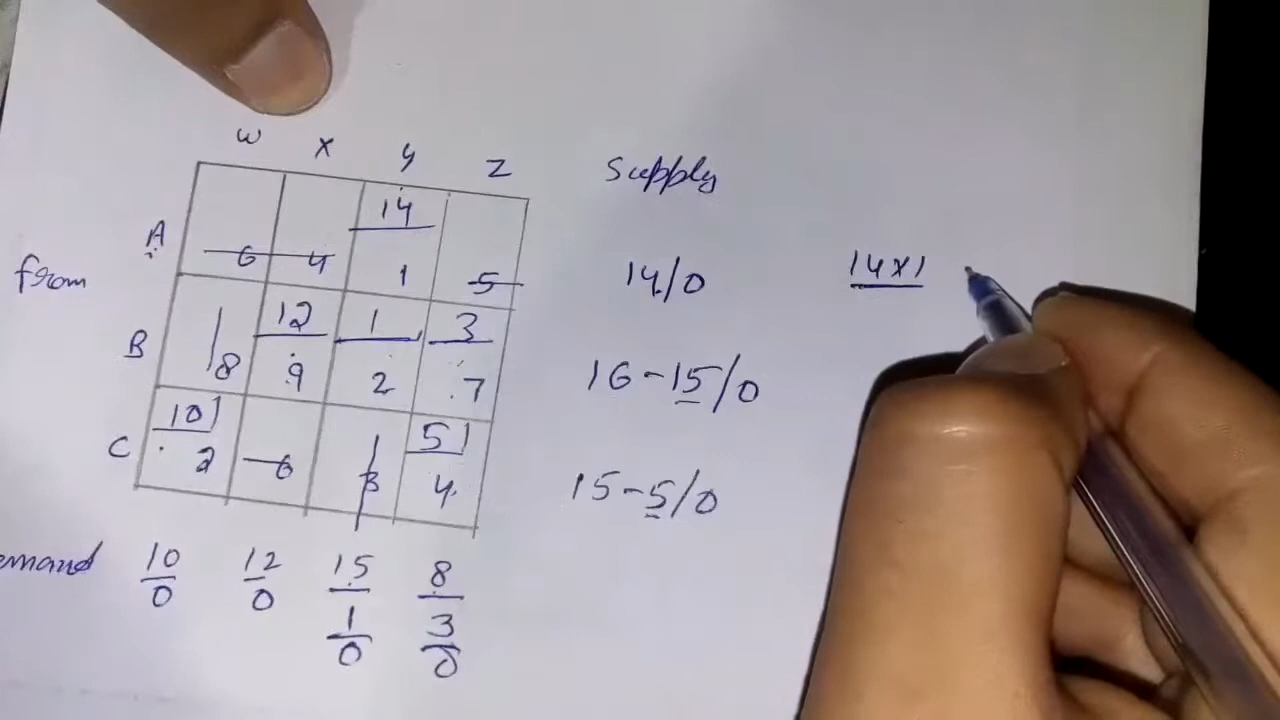 W X Y Z Supply
14
A 6 4 1 5 14/0 14x1
from
12 1 3
B 8 9 2 7 16-15/0
10 5
C 2 6 3 4 15-5/0
emand 10 12 15 8
0 0 1 3
0 0